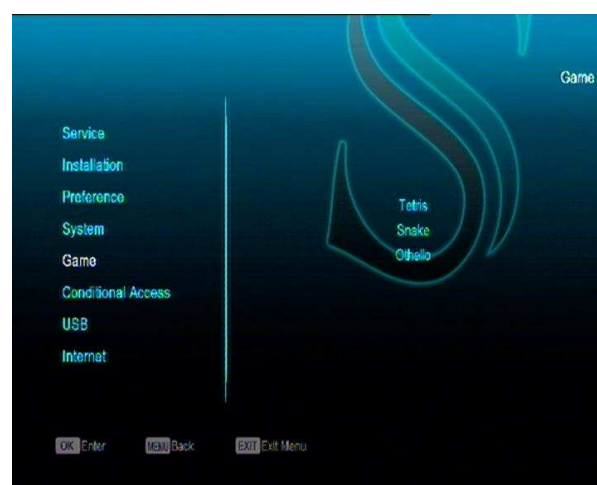 Game
Service
Installation
Preference
System
Game
Conditional Access
USB
Internet
Tetris
Snake
Othello
OK Enter MENU Back EXIT Exit Menu